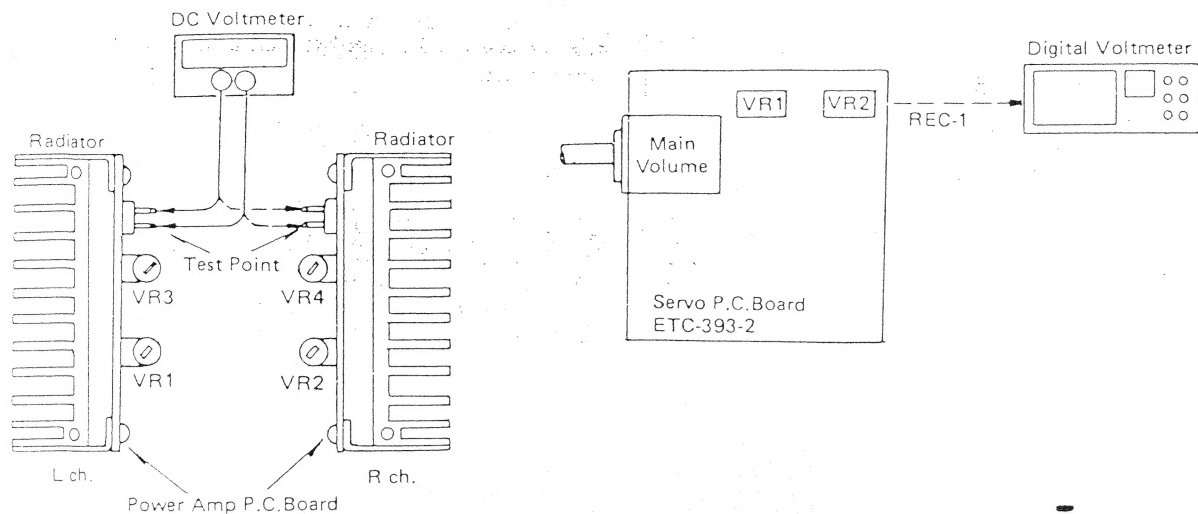 DC Voltmeter
Radiator
Radiator
Test Point
VR3
VR4
VR1
VR2
L ch.
R ch.
Power Amp P.C.Board
Digital Voltmeter
VR1
VR2
REC-1
Main
Volume
Servo P.C.Board
ETC-393-2